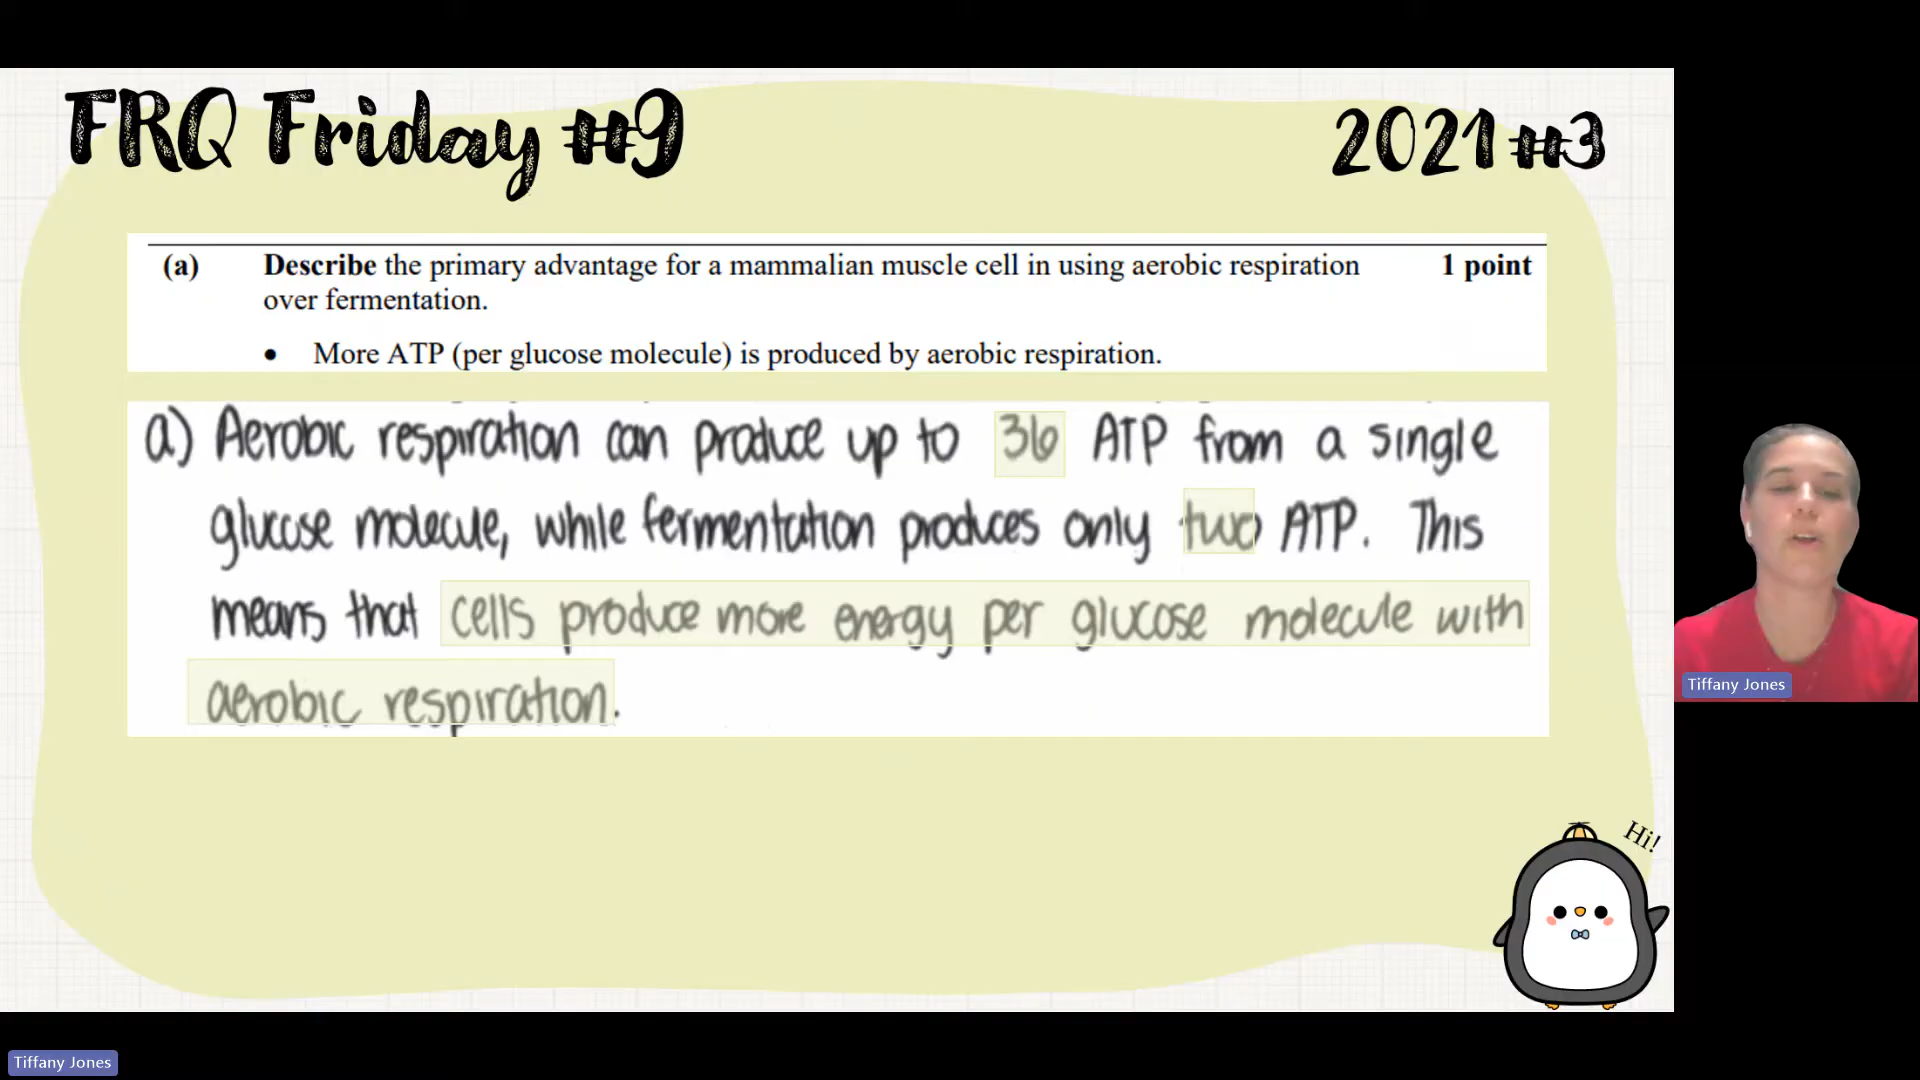 FRQ Friday #9
2021 #3
(a) Describe the primary advantage for a mammalian muscle cell in using aerobic respiration 1 point
over fermentation.
• More ATP (per glucose molecule) is produced by aerobic respiration.
a) Aerobic respiration can produce up to 36 ATP from a single
glucose molecule, while fermentation produces only two ATP. This
means that cells produce more energy per glucose molecule with
aerobic respiration.
Hi!
Tiffany Jones
Tiffany Jones